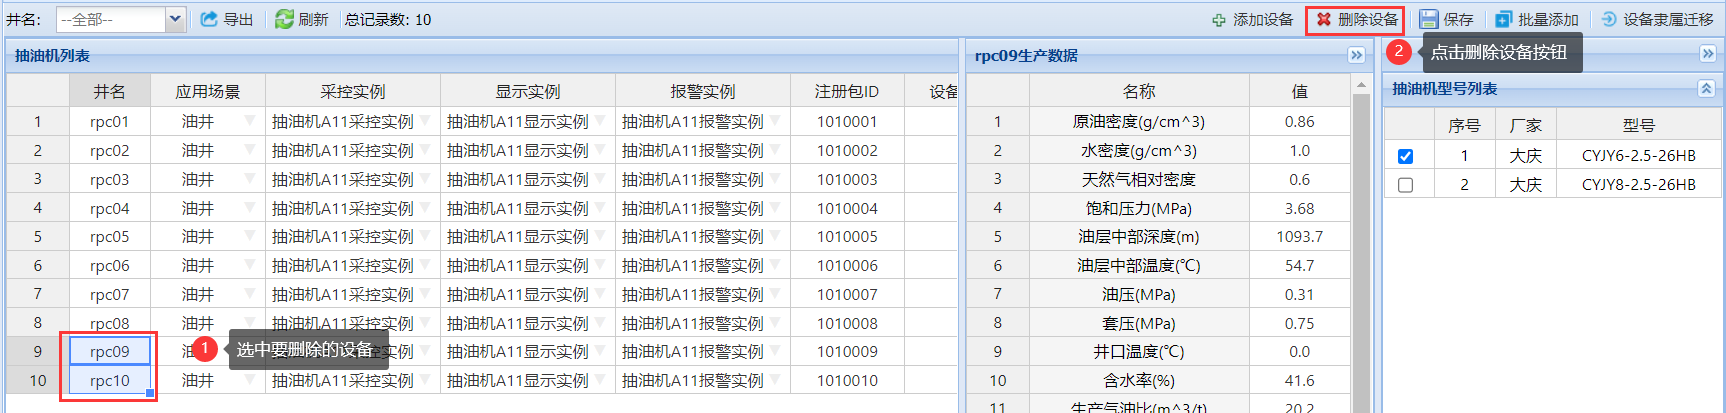 井名: --全部-- 导出 刷新 总记录数: 10 添加设备 删除设备 保存 批量添加 设备隶属迁移
抽油机列表
井名 应用场景 采控实例 显示实例 报警实例 注册包ID 设备
1 rpc01 油井 抽油机A11采控实例 抽油机A11显示实例 抽油机A11报警实例 1010001
2 rpc02 油井 抽油机A11采控实例 抽油机A11显示实例 抽油机A11报警实例 1010002
3 rpc03 油井 抽油机A11采控实例 抽油机A11显示实例 抽油机A11报警实例 1010003
4 rpc04 油井 抽油机A11采控实例 抽油机A11显示实例 抽油机A11报警实例 1010004
5 rpc05 油井 抽油机A11采控实例 抽油机A11显示实例 抽油机A11报警实例 1010005
6 rpc06 油井 抽油机A11采控实例 抽油机A11显示实例 抽油机A11报警实例 1010006
7 rpc07 油井 抽油机A11采控实例 抽油机A11显示实例 抽油机A11报警实例 1010007
8 rpc08 油井 抽油机A11采控实例 抽油机A11显示实例 抽油机A11报警实例 1010008
9 rpc09 抽油机A11显示实例 抽油机A11报警实例 1010009
10 rpc10 油井 抽油机A11采控实例 抽油机A11显示实例 抽油机A11报警实例 1010010
1 选中要删除的设备
rpc09生产数据
名称 值
1 原油密度(g/cm^3) 0.86
2 水密度(g/cm^3) 1.0
3 天然气相对密度 0.6
4 饱和压力(MPa) 3.68
5 油层中部深度(m) 1093.7
6 油层中部温度(℃) 54.7
7 油压(MPa) 0.31
8 套压(MPa) 0.75
9 井口温度(℃) 0.0
10 含水率(%) 41.6
11 生产气油比(m^3/t) 20.2
2 点击删除设备按钮
抽油机型号列表
序号 厂家 型号
1 大庆 CYJY6-2.5-26HB
2 大庆 CYJY8-2.5-26HB